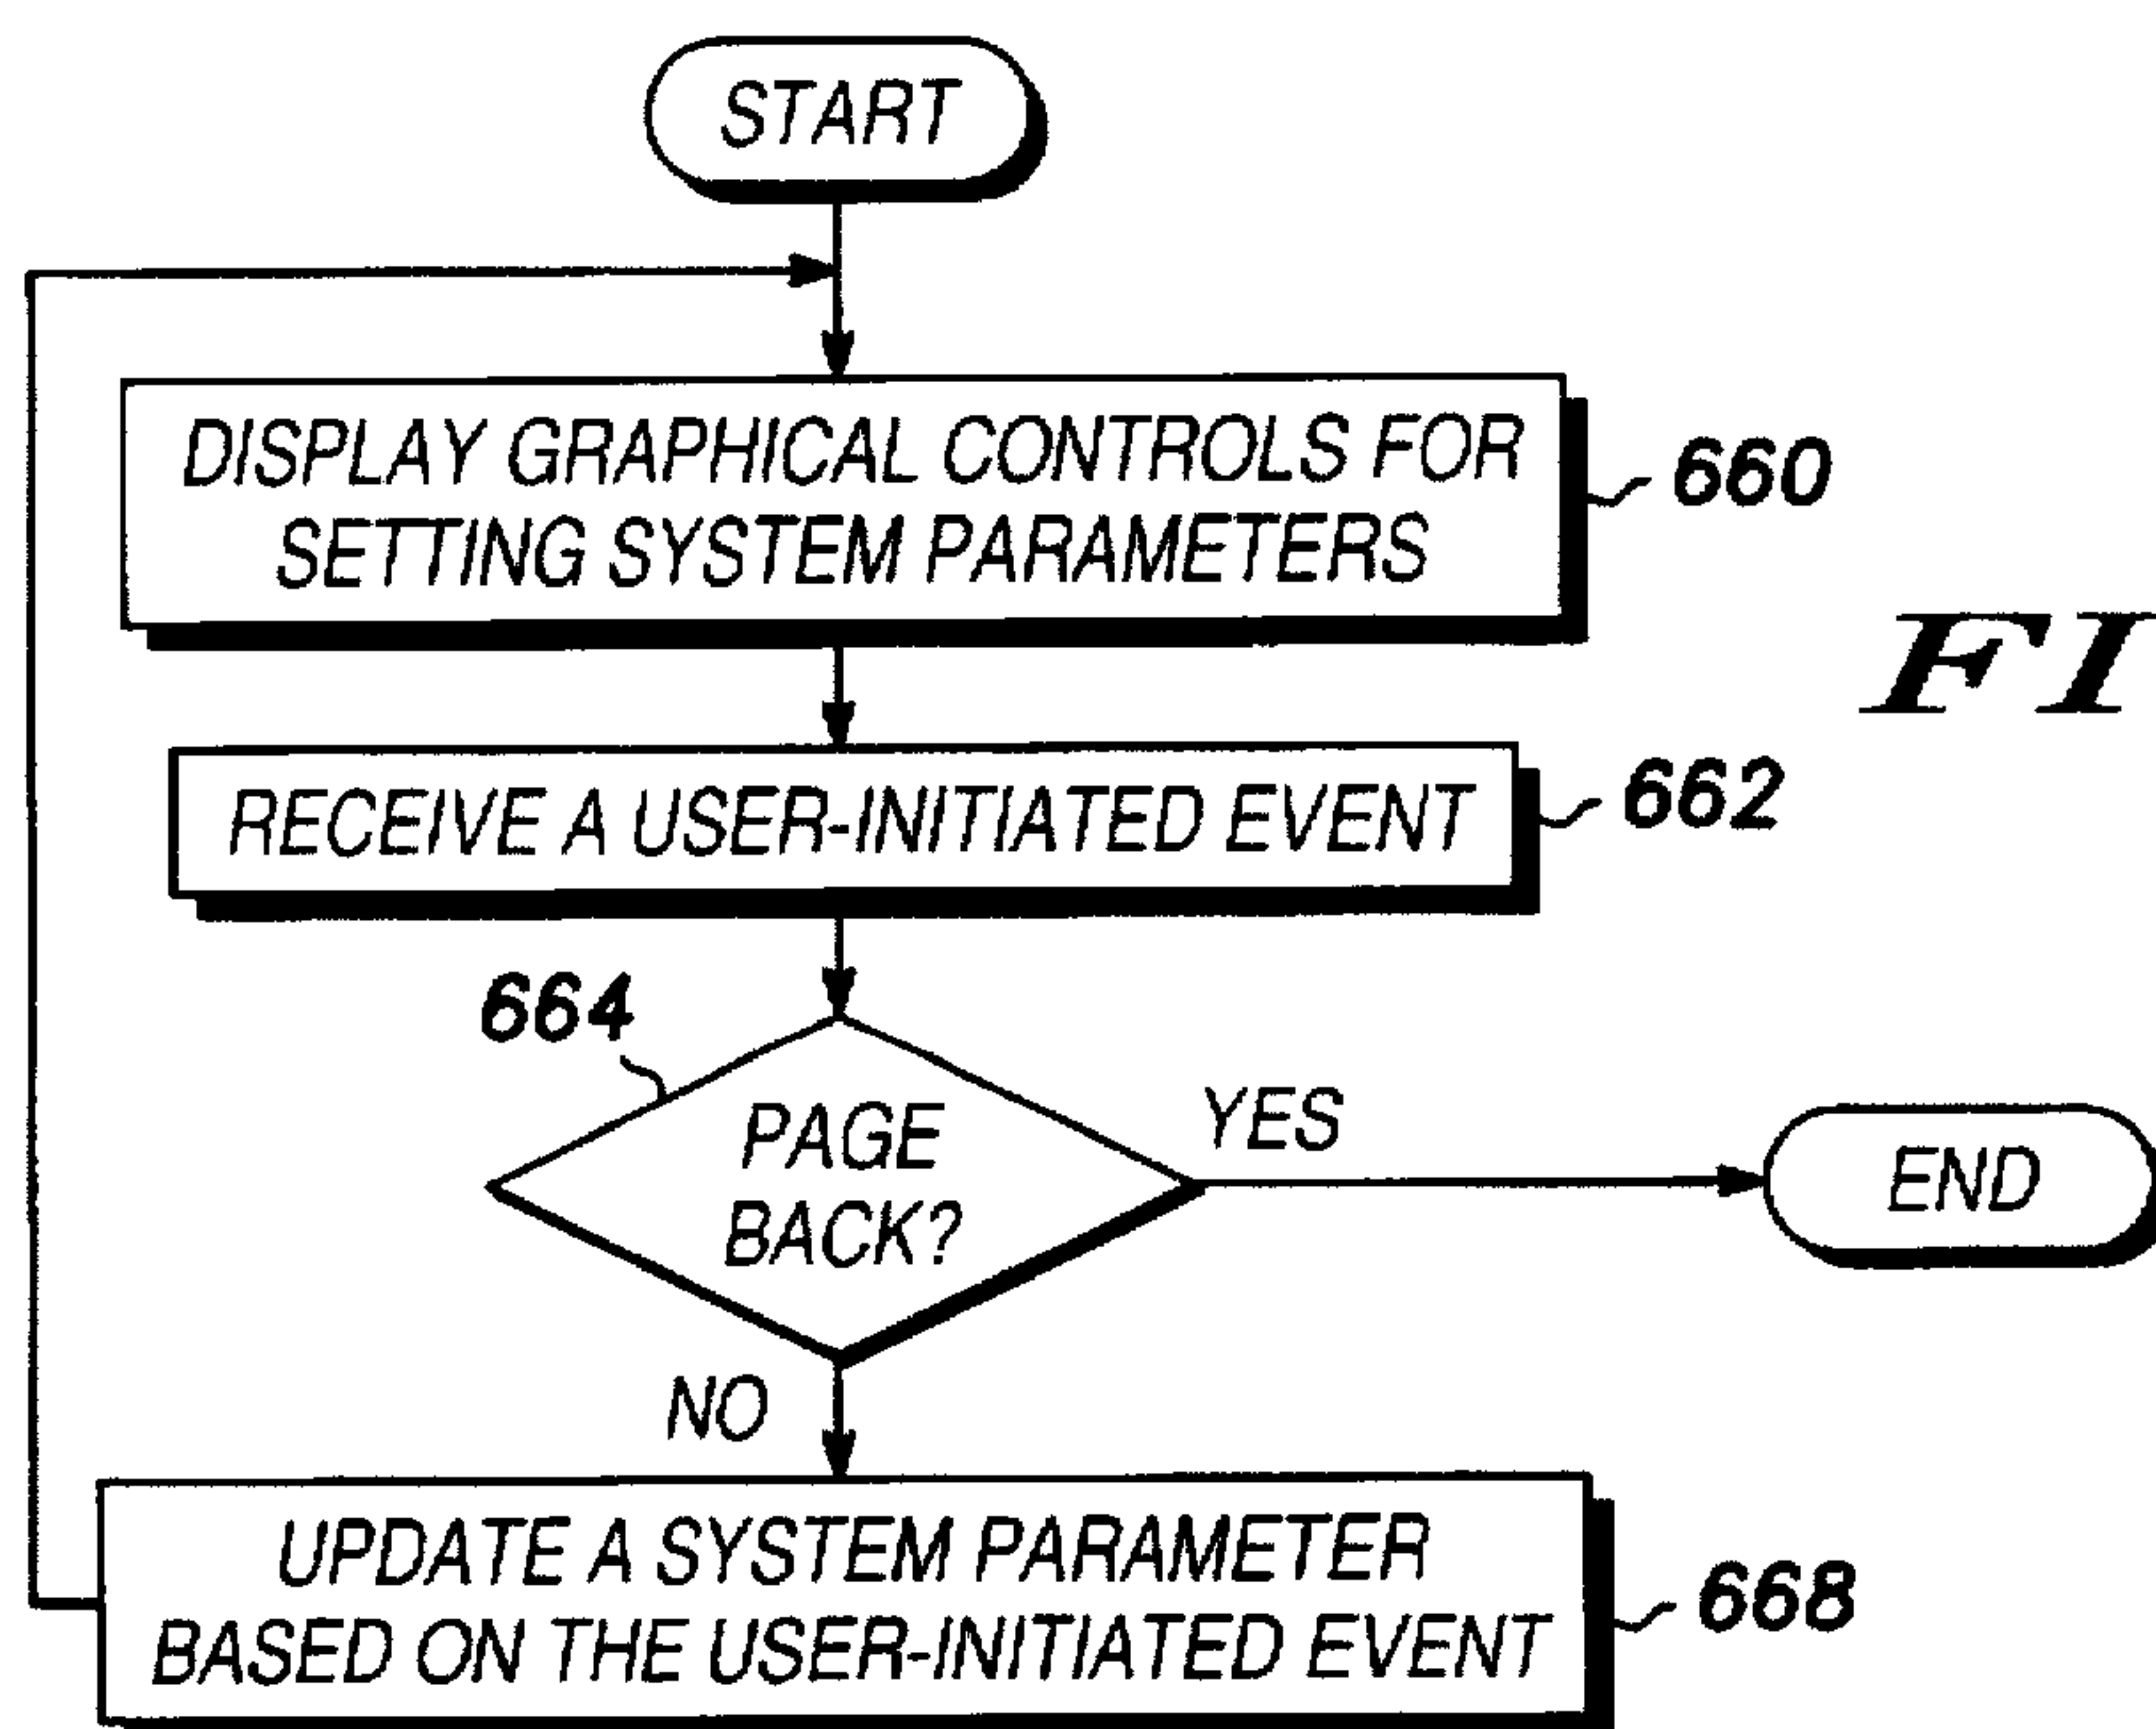 START
DISPLAY GRAPHICAL CONTROLS FOR
SETTING SYSTEM PARAMETERS
660
FI
RECEIVE A USER-INITIATED EVENT
662
664
PAGE
BACK?
YES
END
NO
UPDATE A SYSTEM PARAMETER
BASED ON THE USER-INITIATED EVENT
668